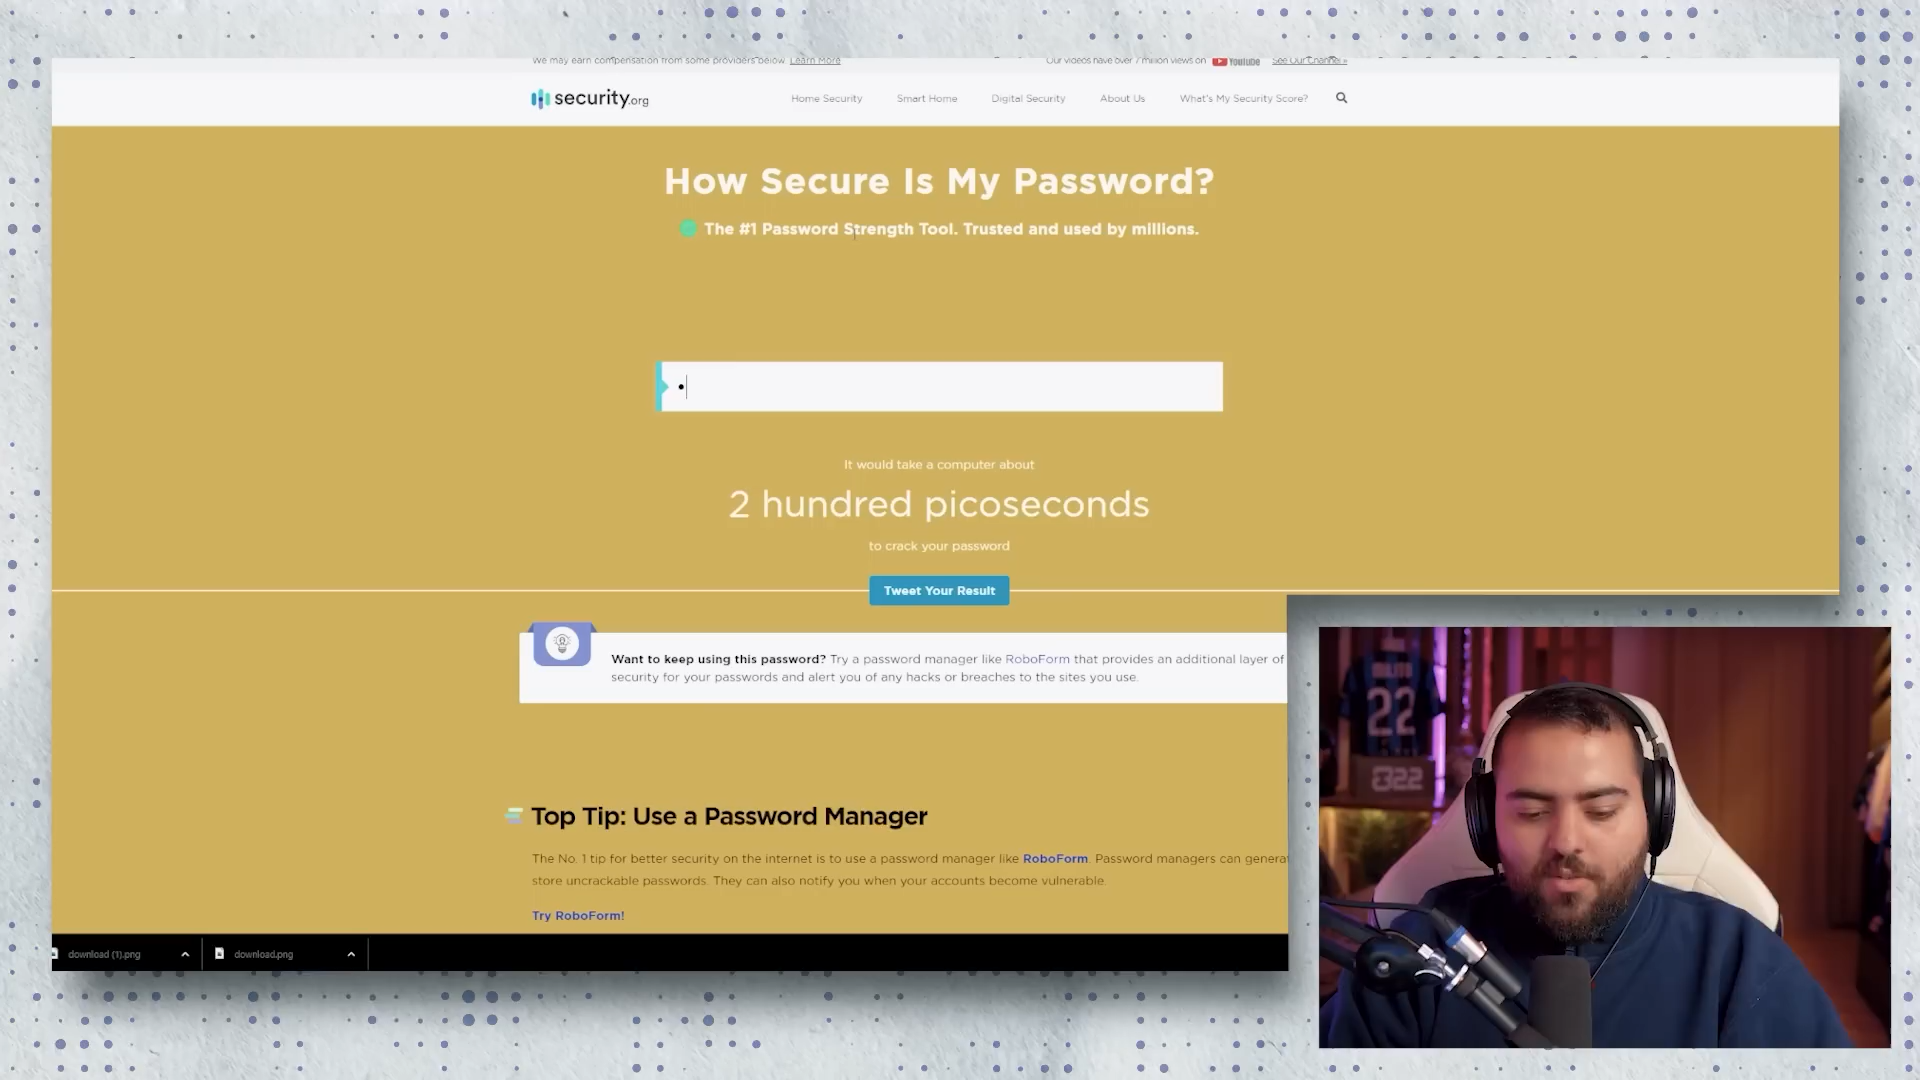 We may earn compensation from some providers below. Learn More
Our videos have over 7 million views on YouTube See Our Channel »
security.org
Home Security Smart Home Digital Security About Us What's My Security Score?
How Secure Is My Password?
The #1 Password Strength Tool. Trusted and used by millions.
It would take a computer about
2 hundred picoseconds
to crack your password
Tweet Your Result
Want to keep using this password? Try a password manager like RoboForm that provides an additional layer of
security for your passwords and alert you of any hacks or breaches to the sites you use.
Top Tip: Use a Password Manager
The No. 1 tip for better security on the internet is to use a password manager like RoboForm. Password managers can genera
store uncrackable passwords. They can also notify you when your accounts become vulnerable.
Try RoboForm!
download (1).png download.png
22